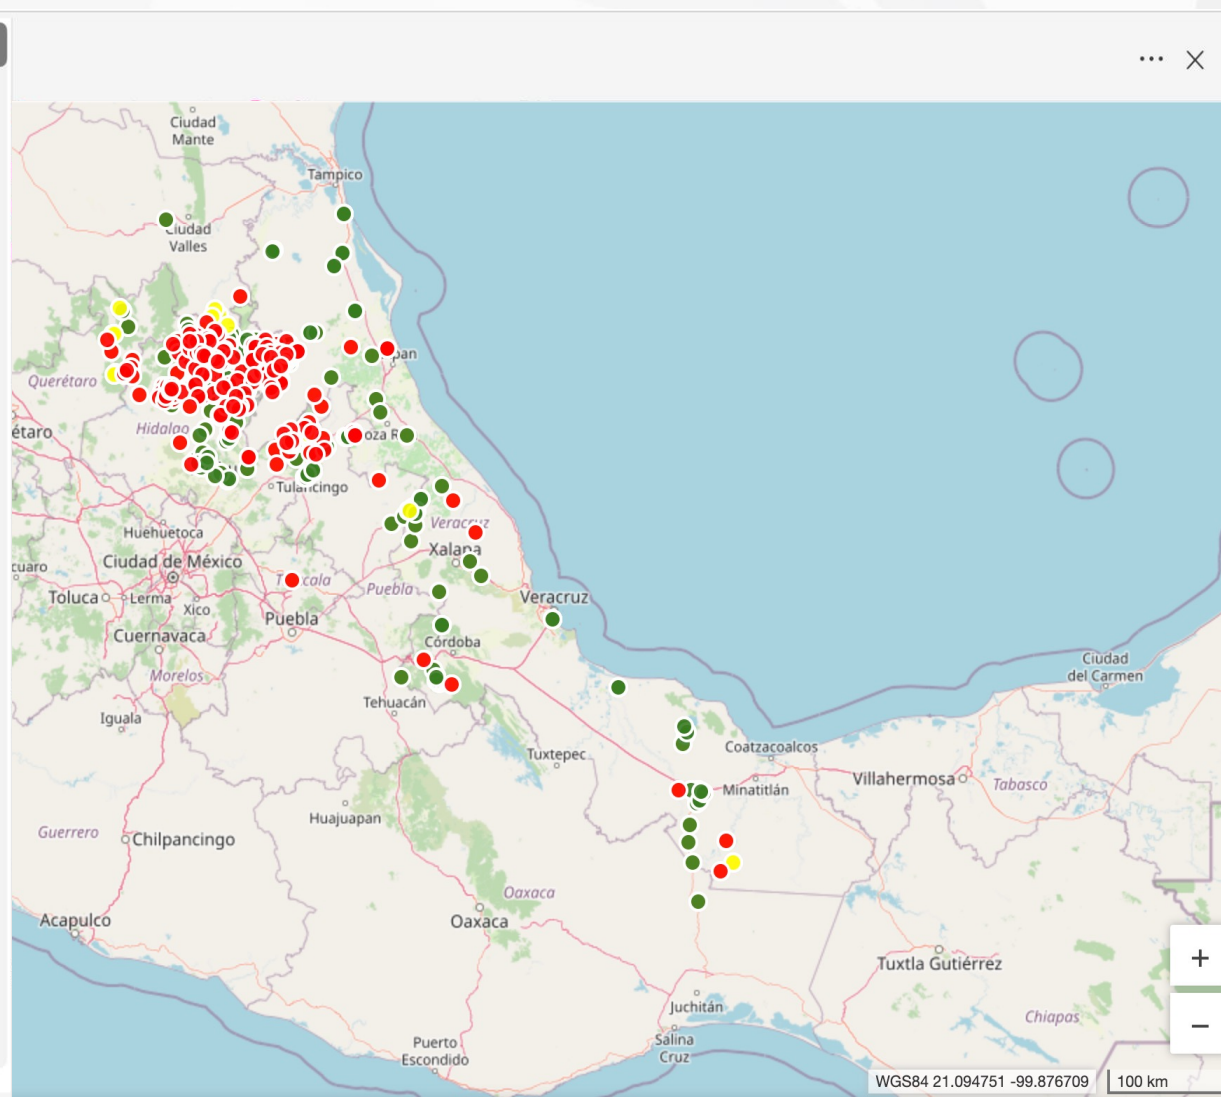 Ciudad
Mante
Tampico
Ciudad
Valles
Querétaro
pan
étaro
Hidalgo
oza R
Tulancingo
Veracruz
Huehuetoca
Xalapa
Ciudad de México
cuaro
Puebla
Toluca
Lerma
Xico
Veracruz
Puebla
Cuernavaca
Córdoba
Ciudad
del Carmen
Morelos
Tehuacán
Iguala
Tuxtepec
Coatzacoalcos
Villahermosa
Minatitlán
Tabasco
Huajuapan
Guerrero
Chilpancingo
Oaxaca
Acapulco
Oaxaca
Tuxtla Gutiérrez
Juchitán
Chiapas
Puerto
Escondido
Salina
Cruz
WGS84 21.094751 -99.876709
100 km